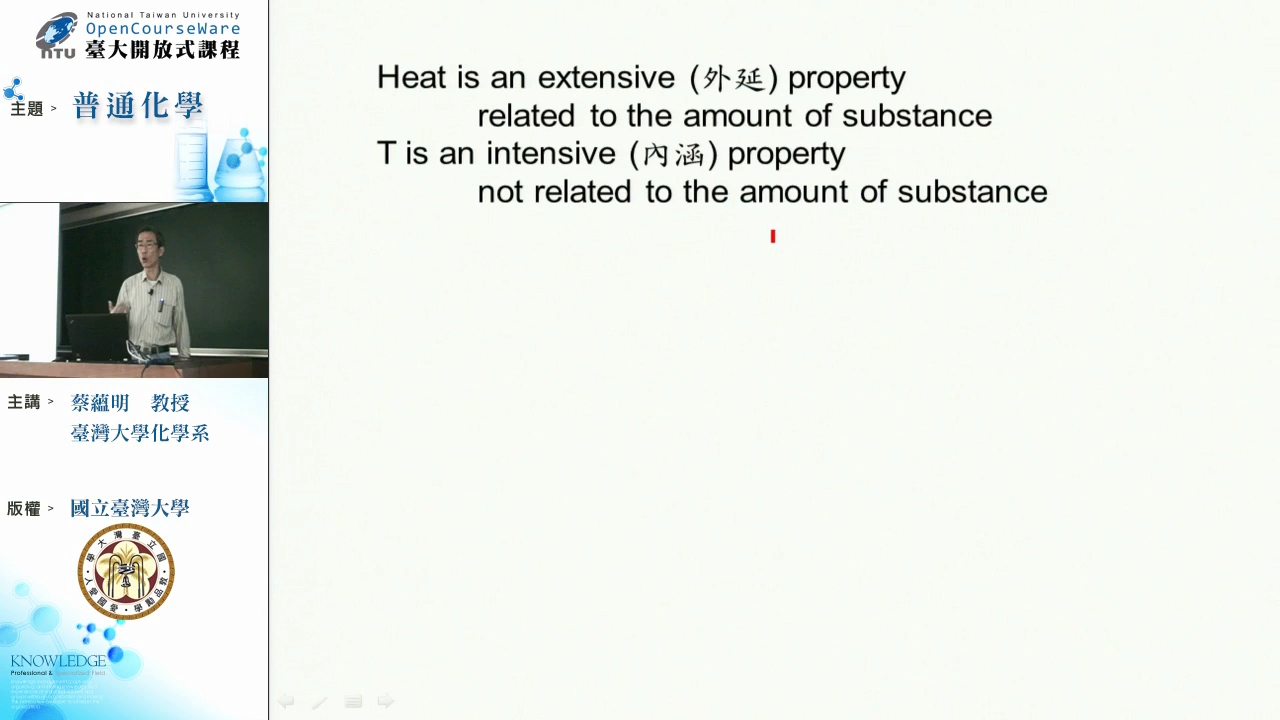 National Taiwan University
OpenCourseWare
NTU 臺大開放式課程
主題 > 普通化學
主講 > 蔡蘊明 教授
臺灣大學化學系
版權 > 國立臺灣大學
KNOWLEDGE
Heat is an extensive (外延) property
related to the amount of substance
T is an intensive (內涵) property
not related to the amount of substance